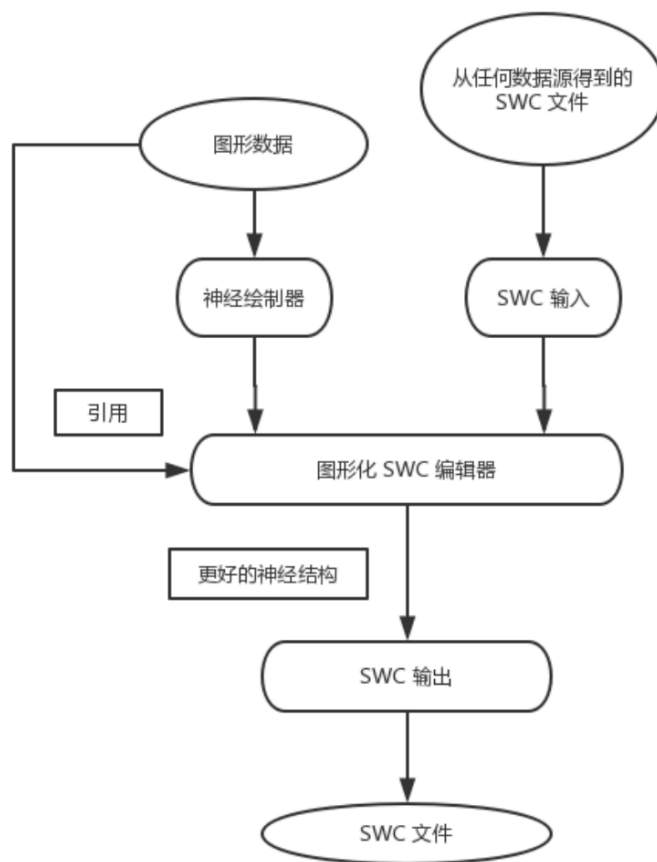 从任何数据源得到的
SWC 文件
图形数据
神经绘制器
SWC 输入
引用
图形化 SWC 编辑器
更好的神经结构
SWC 输出
SWC 文件